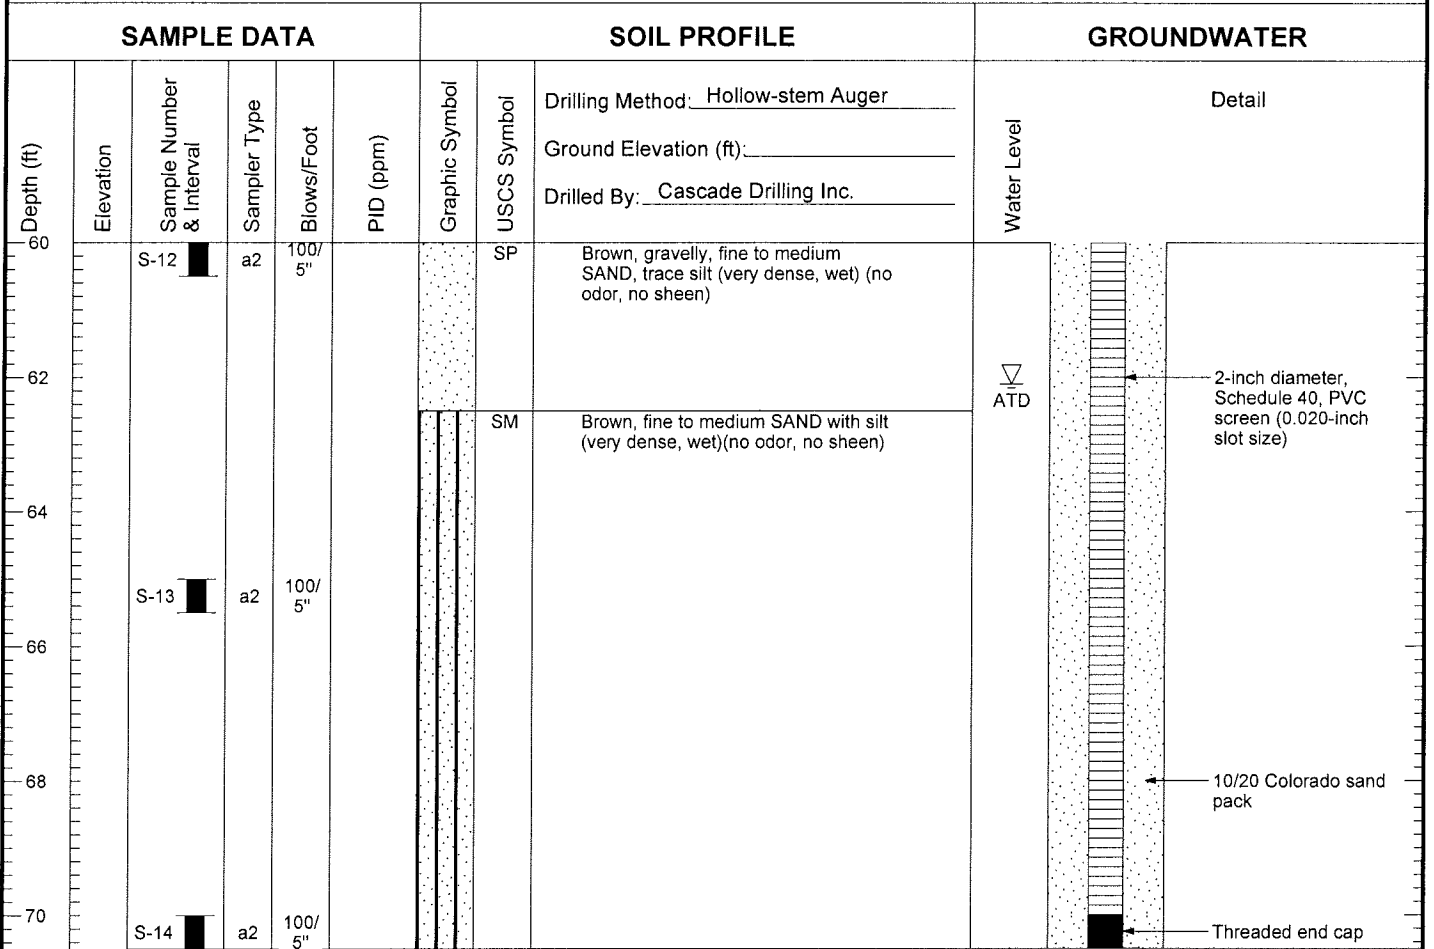 SAMPLE DATA
SOIL PROFILE
GROUNDWATER
Depth (ft)
Elevation
Sample Number
& Interval
Sampler Type
Blows/Foot
PID (ppm)
Graphic Symbol
USCS Symbol
Drilling Method: Hollow-stem Auger
Ground Elevation (ft):
Drilled By: Cascade Drilling Inc.
Water Level
Detail
60
S-12
a2
100/
5"
SP
Brown, gravelly, fine to medium
SAND, trace silt (very dense, wet) (no
odor, no sheen)
62
ATD
2-inch diameter,
Schedule 40, PVC
screen (0.020-inch
slot size)
SM
Brown, fine to medium SAND with silt
(very dense, wet)(no odor, no sheen)
64
S-13
a2
100/
5"
66
68
10/20 Colorado sand
pack
70
S-14
a2
100/
5"
Threaded end cap